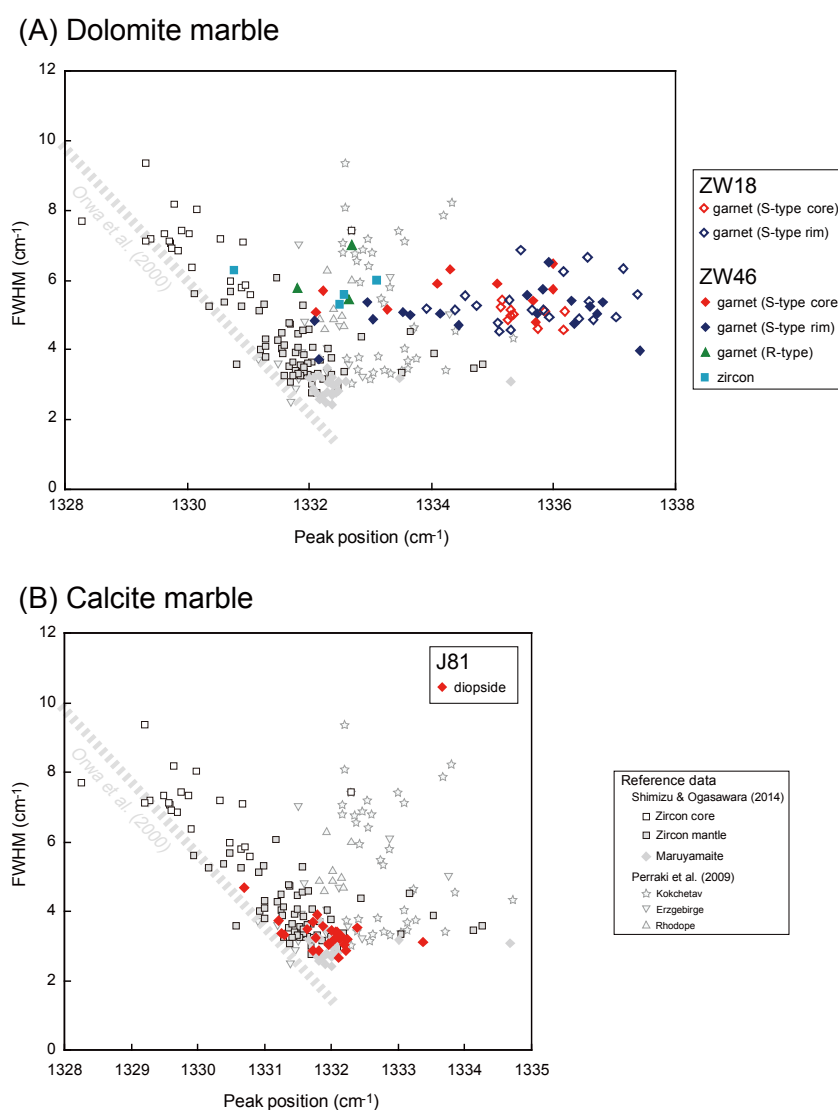 (A) Dolomite marble
12
10
8
6
4
2
0
FWHM (cm-1)
Orwa et al. (2000)
1328
1330
1332
1334
1336
1338
Peak position (cm-1)
ZW18
garnet (S-type core)
garnet (S-type rim)
ZW46
garnet (S-type core)
garnet (S-type rim)
garnet (R-type)
zircon
(B) Calcite marble
12
10
8
6
4
2
0
FWHM (cm-1)
Orwa et al. (2000)
J81
diopside
1328
1329
1330
1331
1332
1333
1334
1335
Peak position (cm-1)
Reference data
Shimizu & Ogasawara (2014)
Zircon core
Zircon mantle
Maruyamaite
Perraki et al. (2009)
Kokchetav
Erzgebirge
Rhodope